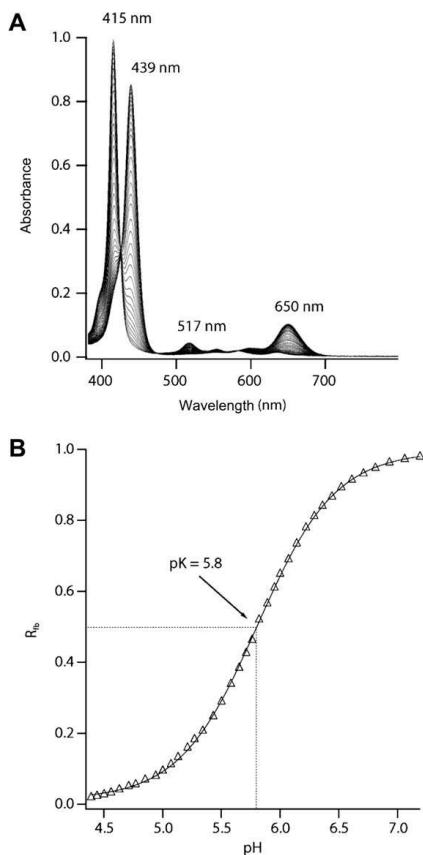 A
415 nm
439 nm
517 nm
650 nm
1.0
0.8
0.6
0.4
0.2
0.0
Absorbance
400
500
600
700
Wavelength (nm)
B
1.0
0.8
0.6
0.4
0.2
0.0
Rfb
pK = 5.8
4.5
5.0
5.5
6.0
6.5
7.0
pH